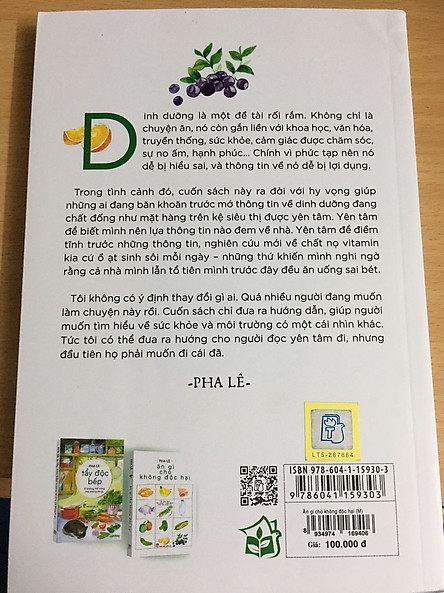 Dinh dưỡng là một đề tài rối rắm. Không chỉ là
chuyện ăn, nó còn gắn liền với khoa học, văn hóa,
truyền thống, sức khỏe, cảm giác được chăm sóc,
sự no ấm, hạnh phúc... Chính vì phức tạp nên nó
dễ bị hiểu sai, và thông tin về nó dễ bị lợi dụng.
Trong tình cảnh đó, cuốn sách này ra đời với hy vọng giúp
những ai đang băn khoăn trước mớ thông tin về dinh dưỡng đang
chất đống như mặt hàng trên kệ siêu thị được yên tâm. Yên tâm
để biết mình nên lựa thông tin nào đem về nhà. Yên tâm để điềm
tĩnh trước những thông tin, nghiên cứu mới về chất nọ vitamin
kia cứ ồ ạt sinh sôi mỗi ngày – những thứ khiến mình nghi ngờ
rằng cả nhà mình lẫn tổ tiên mình trước đây đều ăn uống sai bét.
Tôi không có ý định thay đổi gì ai. Quá nhiều người đang muốn
làm chuyện này rồi. Cuốn sách chỉ đưa ra hướng dẫn, giúp người
muốn tìm hiểu về sức khỏe và môi trường có một cái nhìn khác.
Tức tôi có thể đưa ra hướng cho người đọc yên tâm đi, nhưng
đầu tiên họ phải muốn đi cái đã.
-PHA LÊ-
PHA LÊ
tẩy độc
bếp
PHA LÊ
ăn gì
cho
không độc hại
LT5-287664
ISBN 978-604-1-15930-3
9 786041 159303
Ăn gì cho không độc hại (M)
8 934974 169406
Giá: 100.000 đ